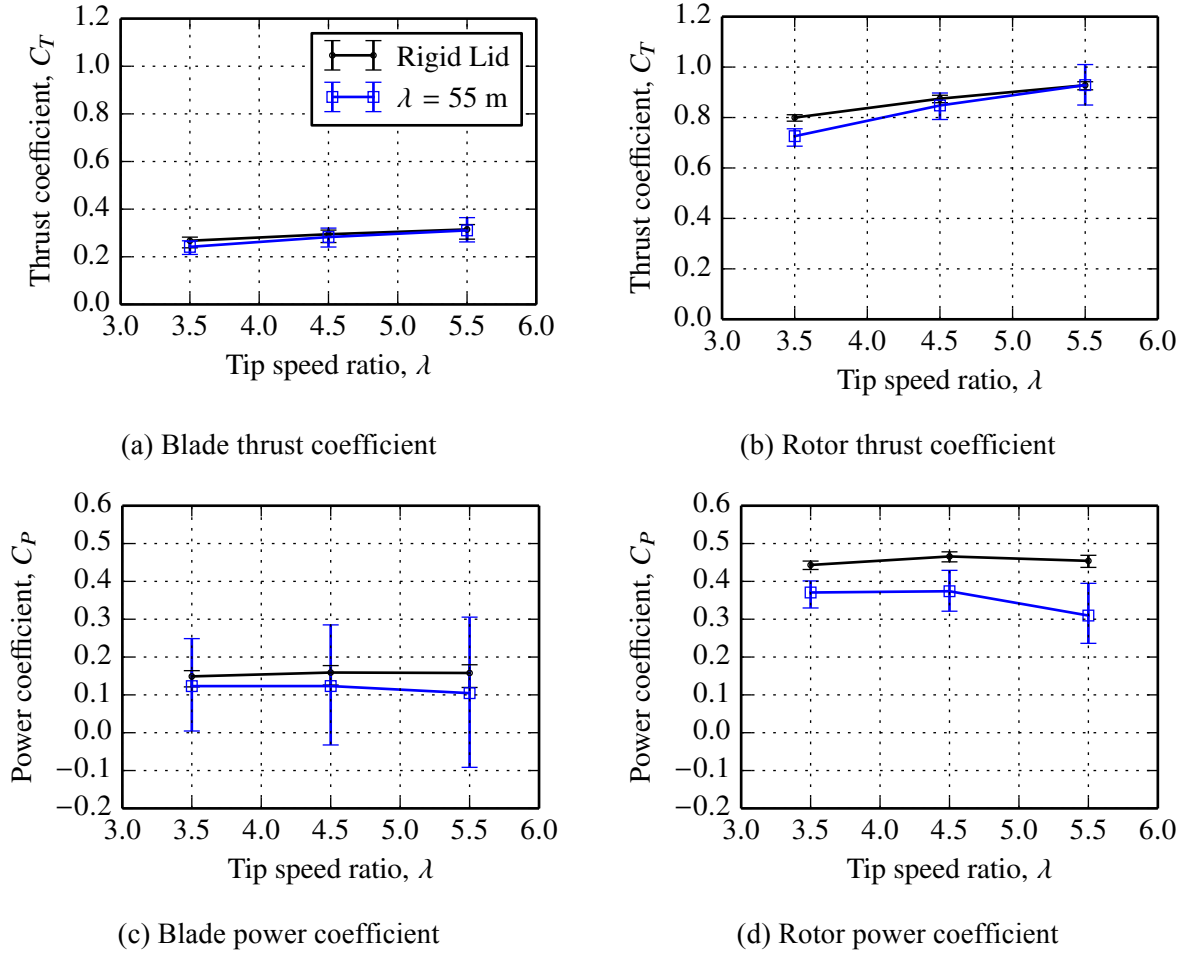 1.2
1.0
0.8
0.6
0.4
0.2
0.0
Thrust coefficient, C_T
Rigid Lid
λ = 55 m
3.0 3.5 4.0 4.5 5.0 5.5 6.0
Tip speed ratio, λ
(a) Blade thrust coefficient
1.2
1.0
0.8
0.6
0.4
0.2
0.0
Thrust coefficient, C_T
3.0 3.5 4.0 4.5 5.0 5.5 6.0
Tip speed ratio, λ
(b) Rotor thrust coefficient
0.6
0.5
0.4
0.3
0.2
0.1
0.0
−0.1
−0.2
Power coefficient, C_P
3.0 3.5 4.0 4.5 5.0 5.5 6.0
Tip speed ratio, λ
(c) Blade power coefficient
0.6
0.5
0.4
0.3
0.2
0.1
0.0
−0.1
−0.2
Power coefficient, C_P
3.0 3.5 4.0 4.5 5.0 5.5 6.0
Tip speed ratio, λ
(d) Rotor power coefficient